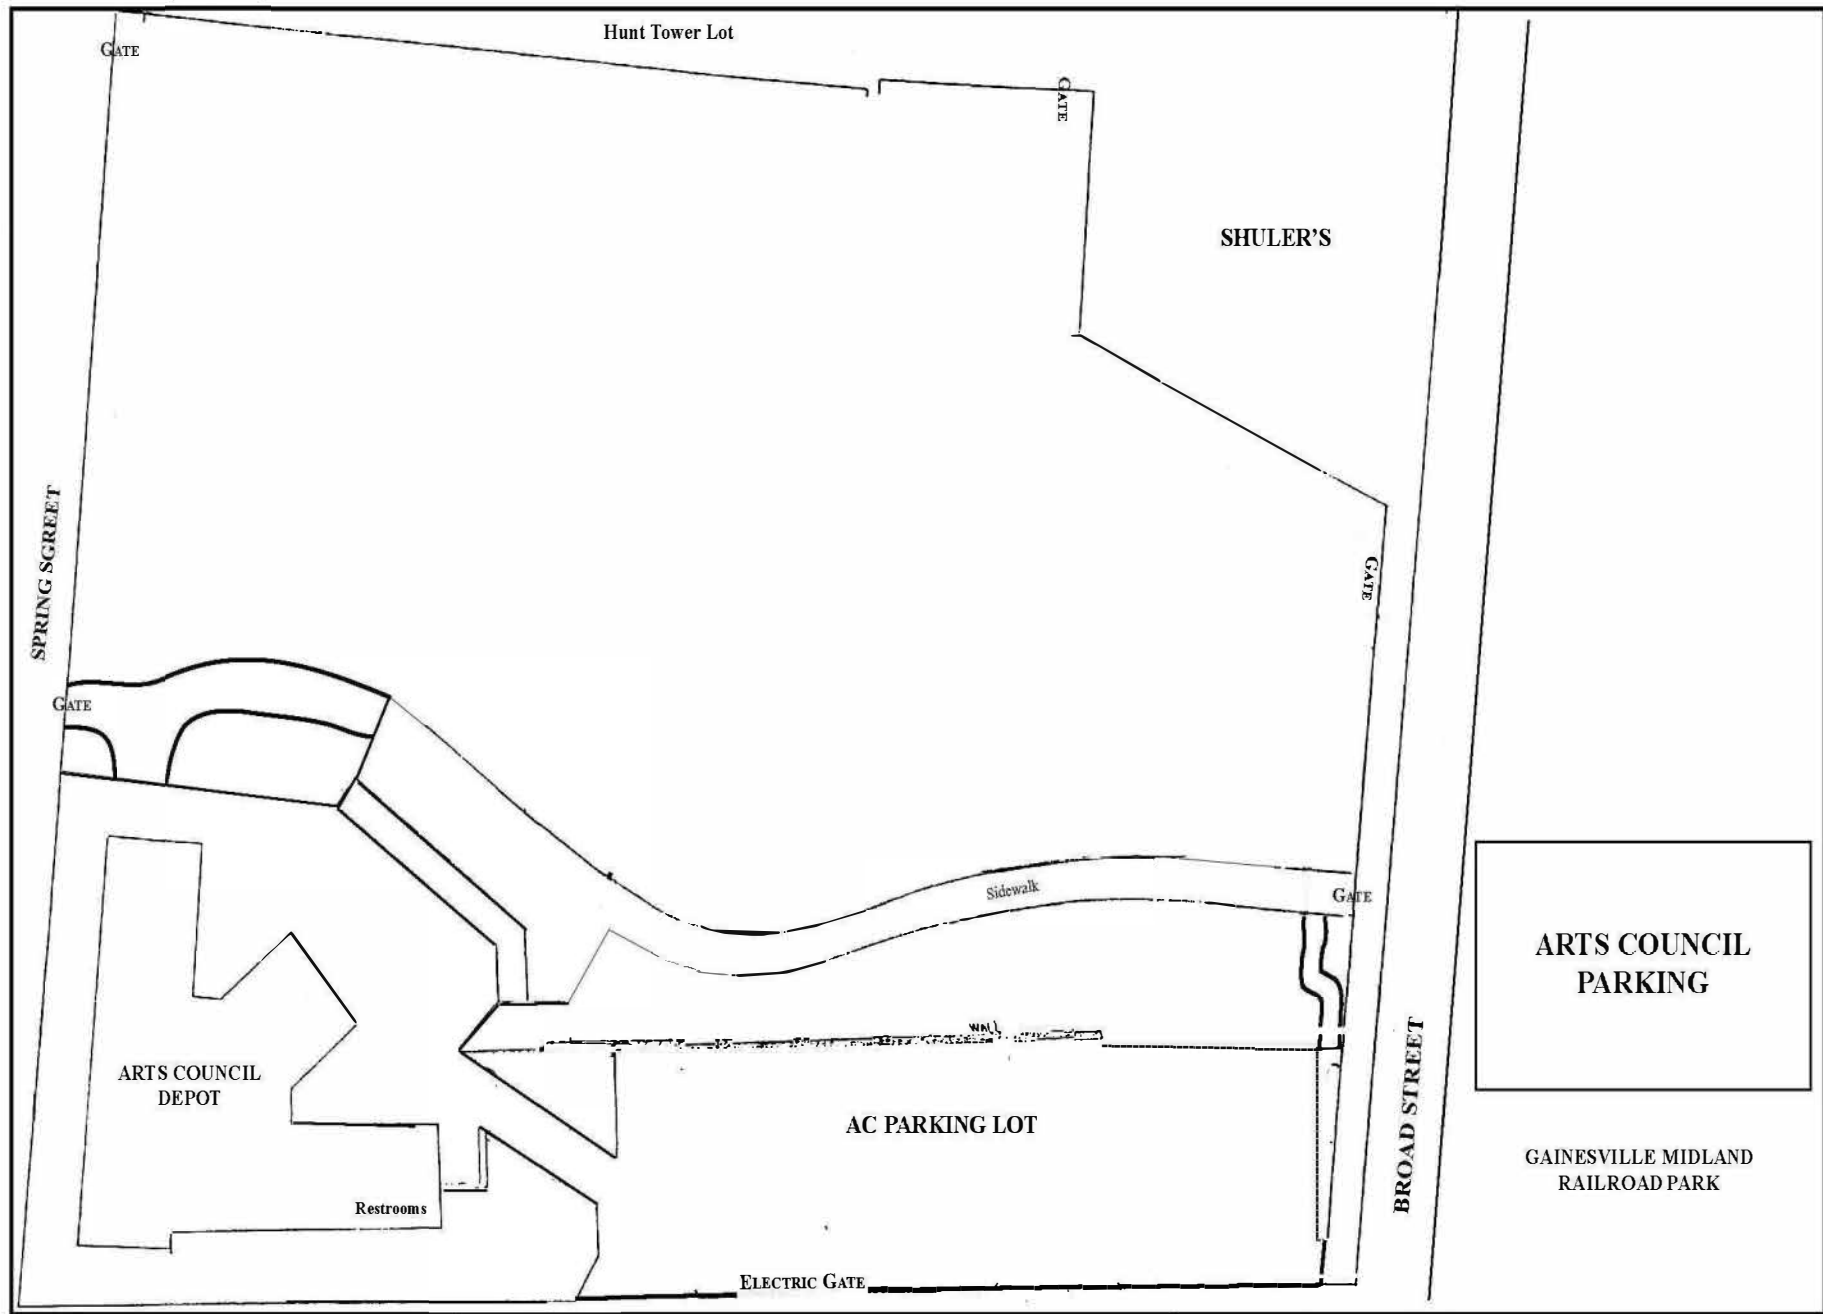 Hunt Tower Lot
GATE
GATE
SHULER'S
SPRING SGREET
GATE
GATE
Sidewalk
GATE
ARTS COUNCIL
PARKING
WALL
ARTS COUNCIL
DEPOT
AC PARKING LOT
BROAD STREET
GAINESVILLE MIDLAND
RAILROAD PARK
Restrooms
ELECTRIC GATE